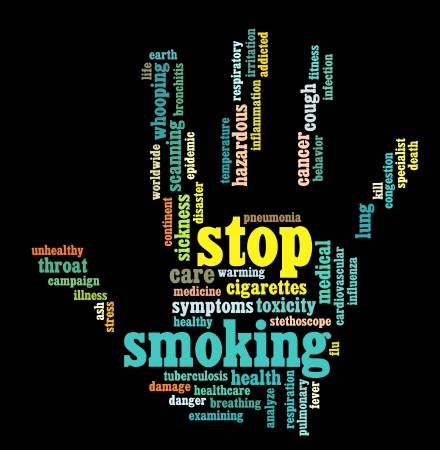 earth
life
whooping
bronchitis
worldwide
scanning
epidemic
continent
sickness
disaster
respiratory
irritation
addicted
temperature
hazardous
inflammation
fitness
cough
infection
cancer
behavior
specialist
death
congestion
kill
lung
unhealthy
throat
campaign
illness
ash
stross
pneumonia
stop
care
warming
medical
cardiovascular
influenza
medicine
cigarettes
symptoms
toxicity
healthy
stethoscope
smoking
flu
tuberculosis
health
damage
healthcare
danger
breathing
examining
analyze
respiration
pulmonary
fever